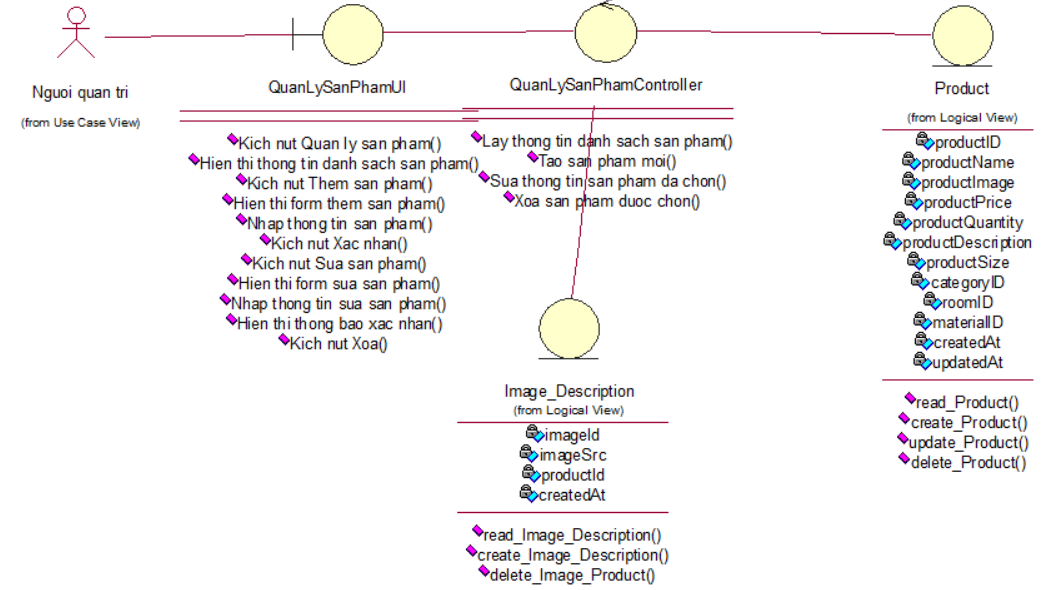 Nguoi quan tri
(from Use Case View)
QuanLySanPhamUI
Kich nut Quan ly san pham()
Hien thi thong tin danh sach san pham()
Kich nut Them san pham()
Hien thi form them san pham()
Nhap thong tin san pham()
Kich nut Xac nhan()
Kich nut Sua san pham()
Hien thi form sua san pham()
Nhap thong tin sua san pham()
Hien thi thong bao xac nhan()
Kich nut Xoa()
QuanLySanPhamController
Lay thong tin danh sach san pham()
Tao san pham moi()
Sua thong tin san pham da chon()
Xoa san pham duoc chon()
Product
(from Logical View)
productID
productName
productImage
productPrice
productQuantity
productDescription
productSize
categoryID
roomID
materialID
createdAt
updatedAt
read_Product()
create_Product()
update_Product()
delete_Product()
Image_Description
(from Logical View)
imageId
imageSrc
productId
createdAt
read_Image_Description()
create_Image_Description()
delete_Image_Product()